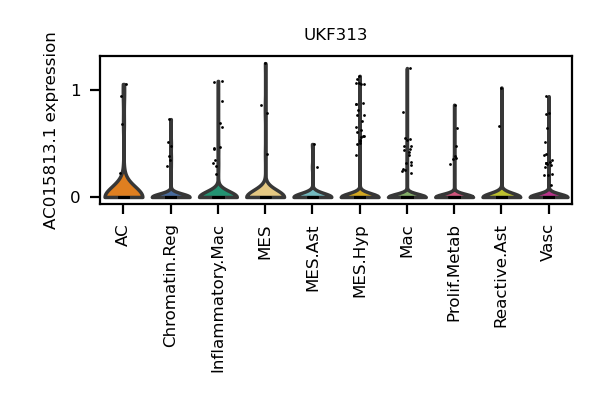 UKF313
AC015813.1 expression
1
0
AC
Chromatin.Reg
Inflammatory.Mac
MES
MES.Ast
MES.Hyp
Mac
Prolif.Metab
Reactive.Ast
Vasc